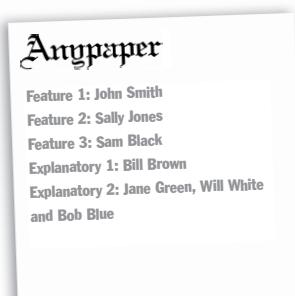 Anypaper
Feature 1: John Smith
Feature 2: Sally Jones
Feature 3: Sam Black
Explanatory 1: Bill Brown
Explanatory 2: Jane Green, Will White
and Bob Blue